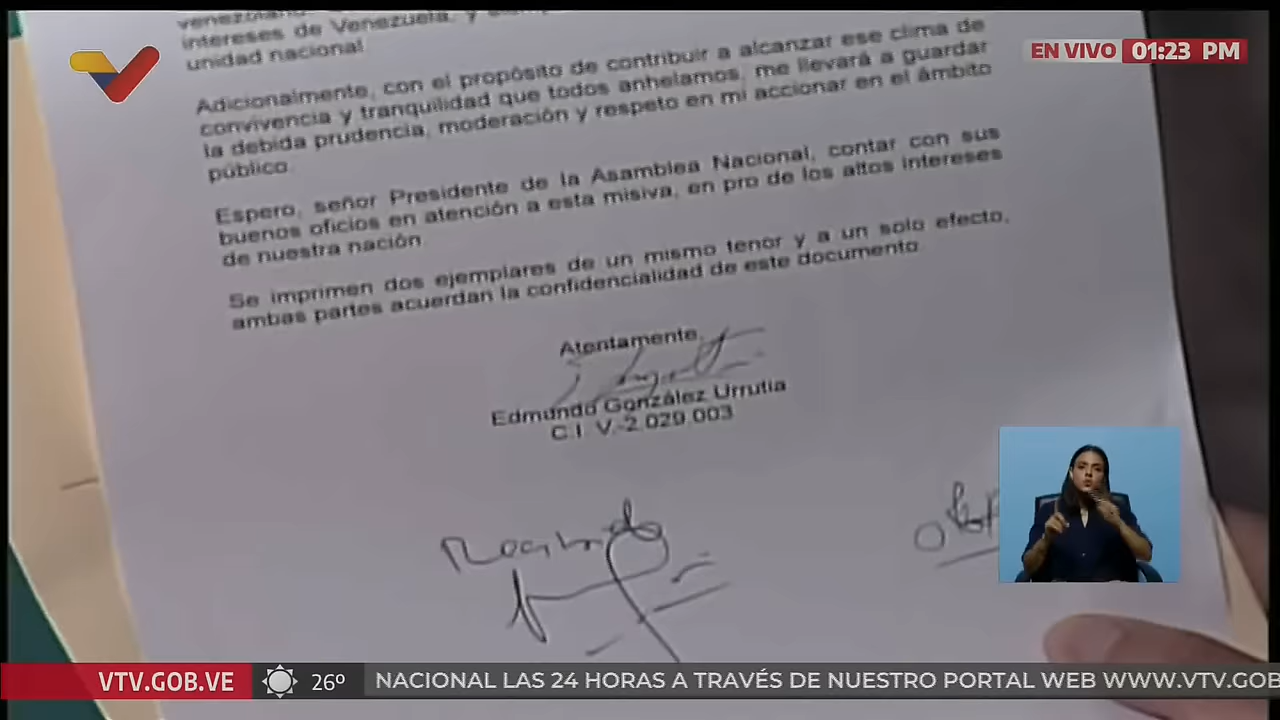 EN VIVO 01:23 PM
intereses de Venezuela, y
unidad nacional
Adicionalmente, con el propósito de contribuir a alcanzar ese clima de
convivencia y tranquilidad que todos anhelamos, me llevará a guardar
la debida prudencia, moderación y respeto en mi accionar en el ámbito
público.
Espero, señor Presidente de la Asamblea Nacional, contar con sus
buenos oficios en atención a esta misiva, en pro de los altos intereses
de nuestra nación
Se imprimen dos ejemplares de un mismo tenor y a un solo efecto,
ambas partes acuerdan la confidencialidad de este documento
Atentamente,
Edmundo González Urrutia
C.I. V.-2.029.003
Recibido
VTV.GOB.VE 26º NACIONAL LAS 24 HORAS A TRAVÉS DE NUESTRO PORTAL WEB WWW.VTV.GOB